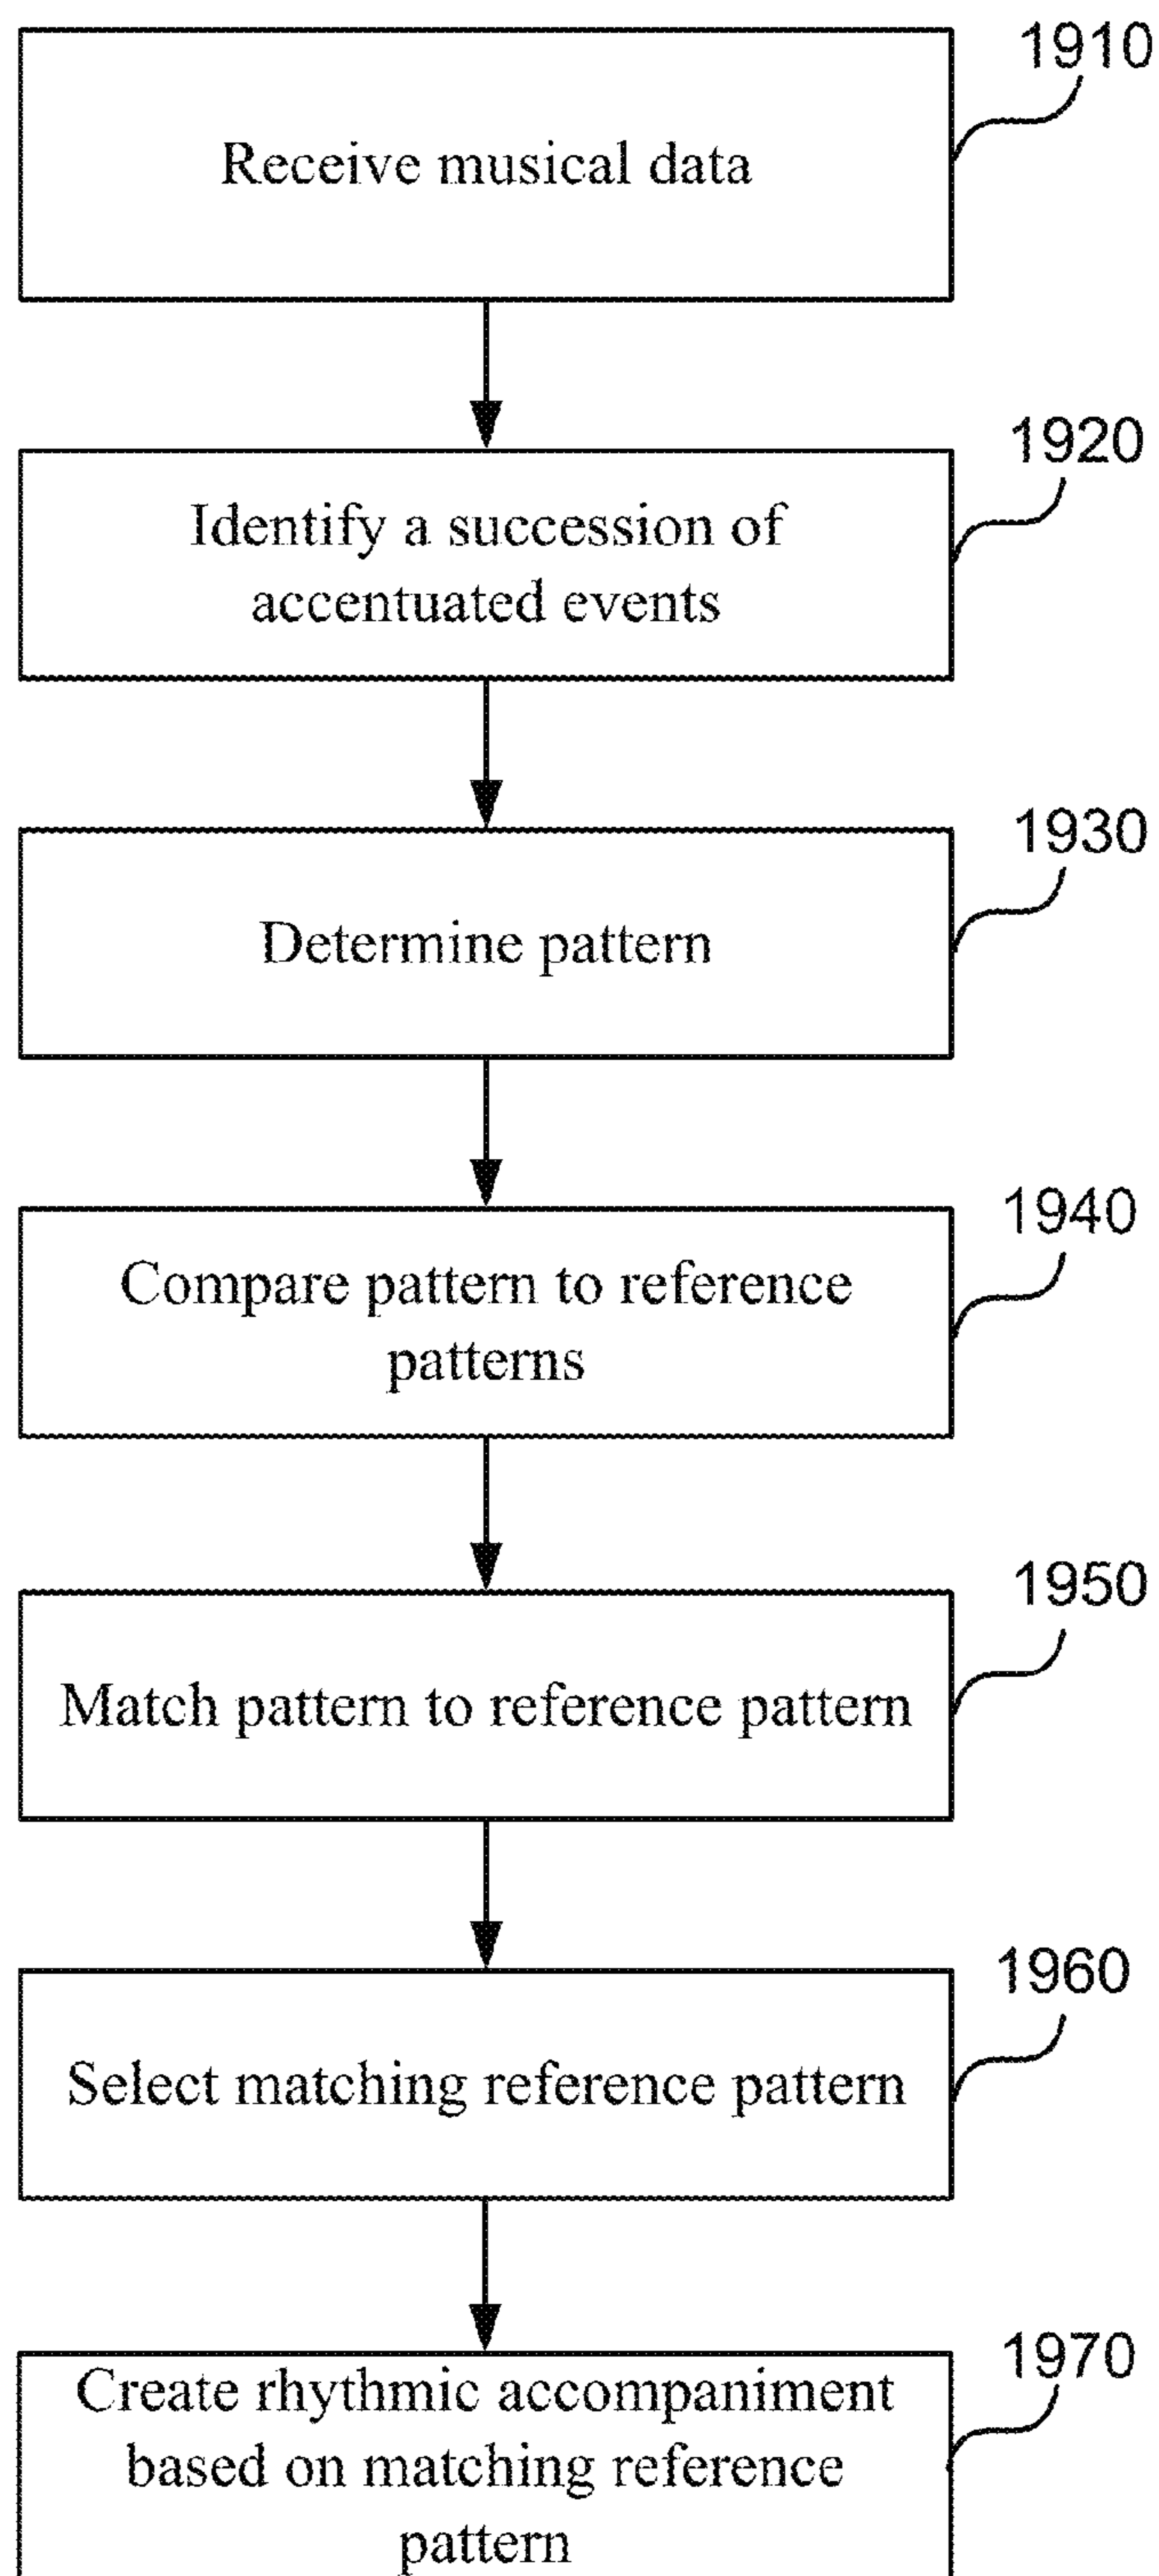 1910
Receive musical data
1920
Identify a succession of
accentuated events
1930
Determine pattern
1940
Compare pattern to reference
patterns
1950
Match pattern to reference pattern
1960
Select matching reference pattern
1970
Create rhythmic accompaniment
based on matching reference
pattern